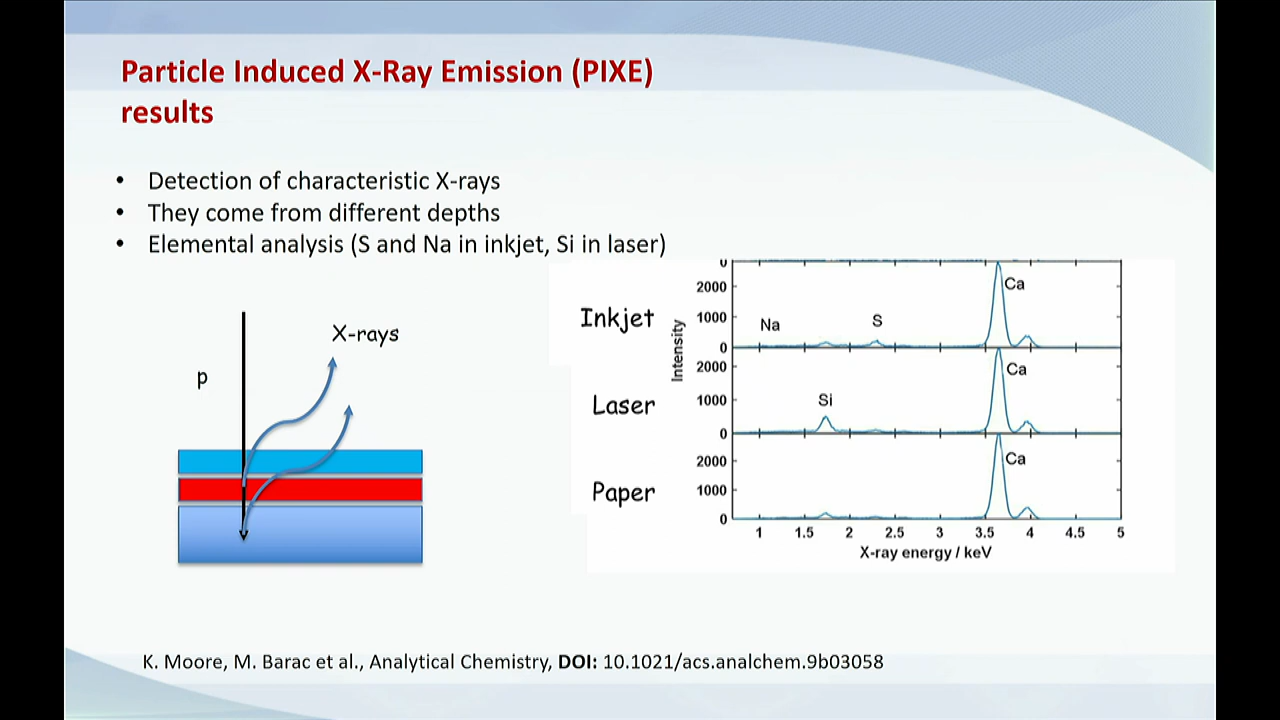 Particle Induced X-Ray Emission (PIXE)
results
• Detection of characteristic X-rays
• They come from different depths
• Elemental analysis (S and Na in inkjet, Si in laser)
p
X-rays
Inkjet
Laser
Paper
Intensity
0
2000
1000
0
Na
S
Ca
2000
1000
0
Si
Ca
2000
1000
0
Ca
1 1.5 2 2.5 3 3.5 4 4.5 5
X-ray energy / keV
K. Moore, M. Barac et al., Analytical Chemistry, DOI: 10.1021/acs.analchem.9b03058